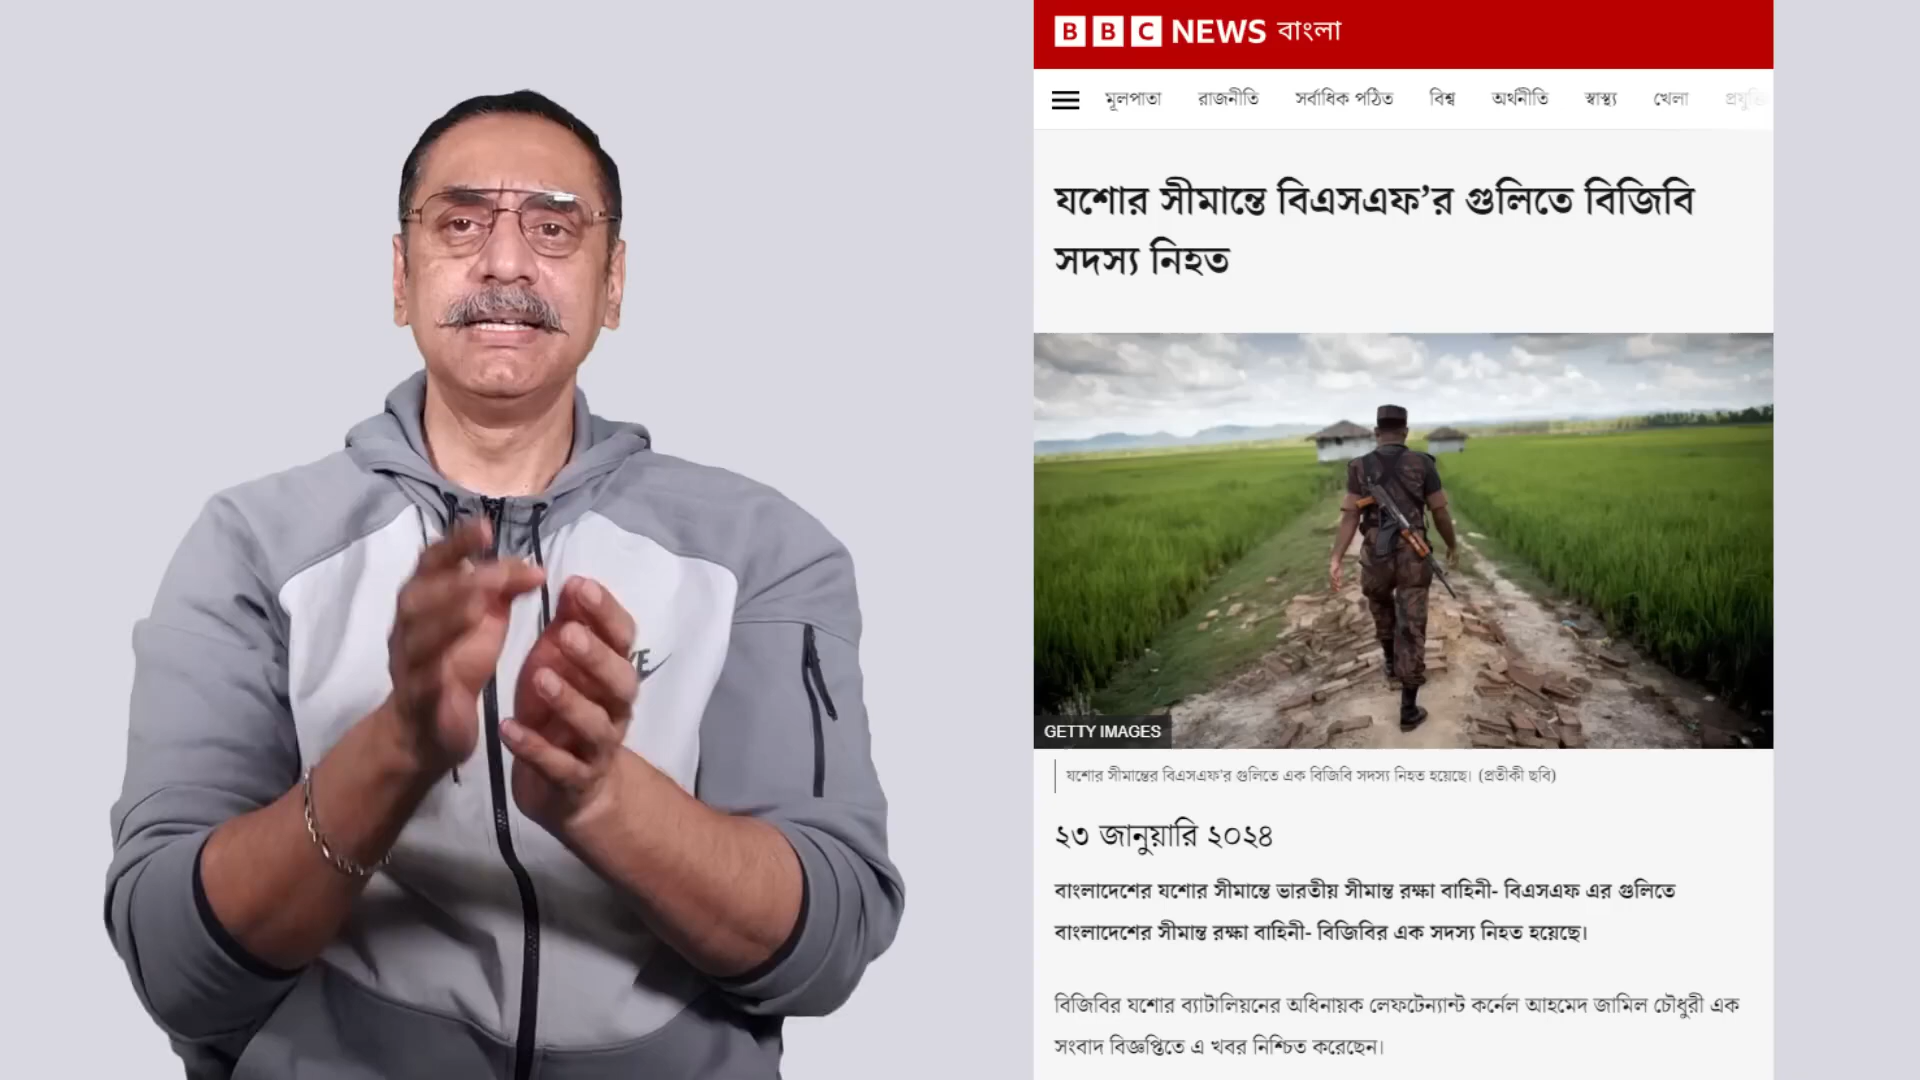 BBC NEWS বাংলা
মূলপাতা রাজনীতি সর্বাধিক পঠিত বিশ্ব অর্থনীতি স্বাস্থ্য খেলা প্রযুক্তি
যশোর সীমান্তে বিএসএফ’র গুলিতে বিজিবি
সদস্য নিহত
GETTY IMAGES
যশোর সীমান্তের বিএসএফ'র গুলিতে এক বিজিবি সদস্য নিহত হয়েছে। (প্রতীকী ছবি)
২৩ জানুয়ারি ২০২৪
বাংলাদেশের যশোর সীমান্তে ভারতীয় সীমান্ত রক্ষা বাহিনী- বিএসএফ এর গুলিতে
বাংলাদেশের সীমান্ত রক্ষা বাহিনী- বিজিবির এক সদস্য নিহত হয়েছে।
বিজিবির যশোর ব্যাটালিয়নের অধিনায়ক লেফটেন্যান্ট কর্নেল আহমেদ জামিল চৌধুরী এক
সংবাদ বিজ্ঞপ্তিতে এ খবর নিশ্চিত করেছেন।